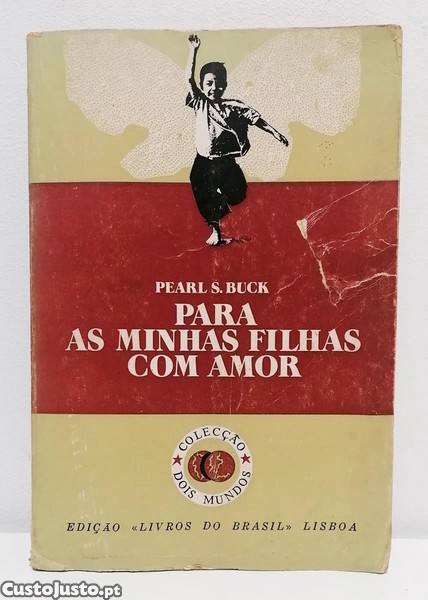 PEARL S. BUCK
PARA
AS MINHAS FILHAS
COM AMOR
COLECÇÃO
DOIS MUNDOS
EDIÇÃO «LIVROS DO BRASIL» LISBOA
CustoJusto.pt